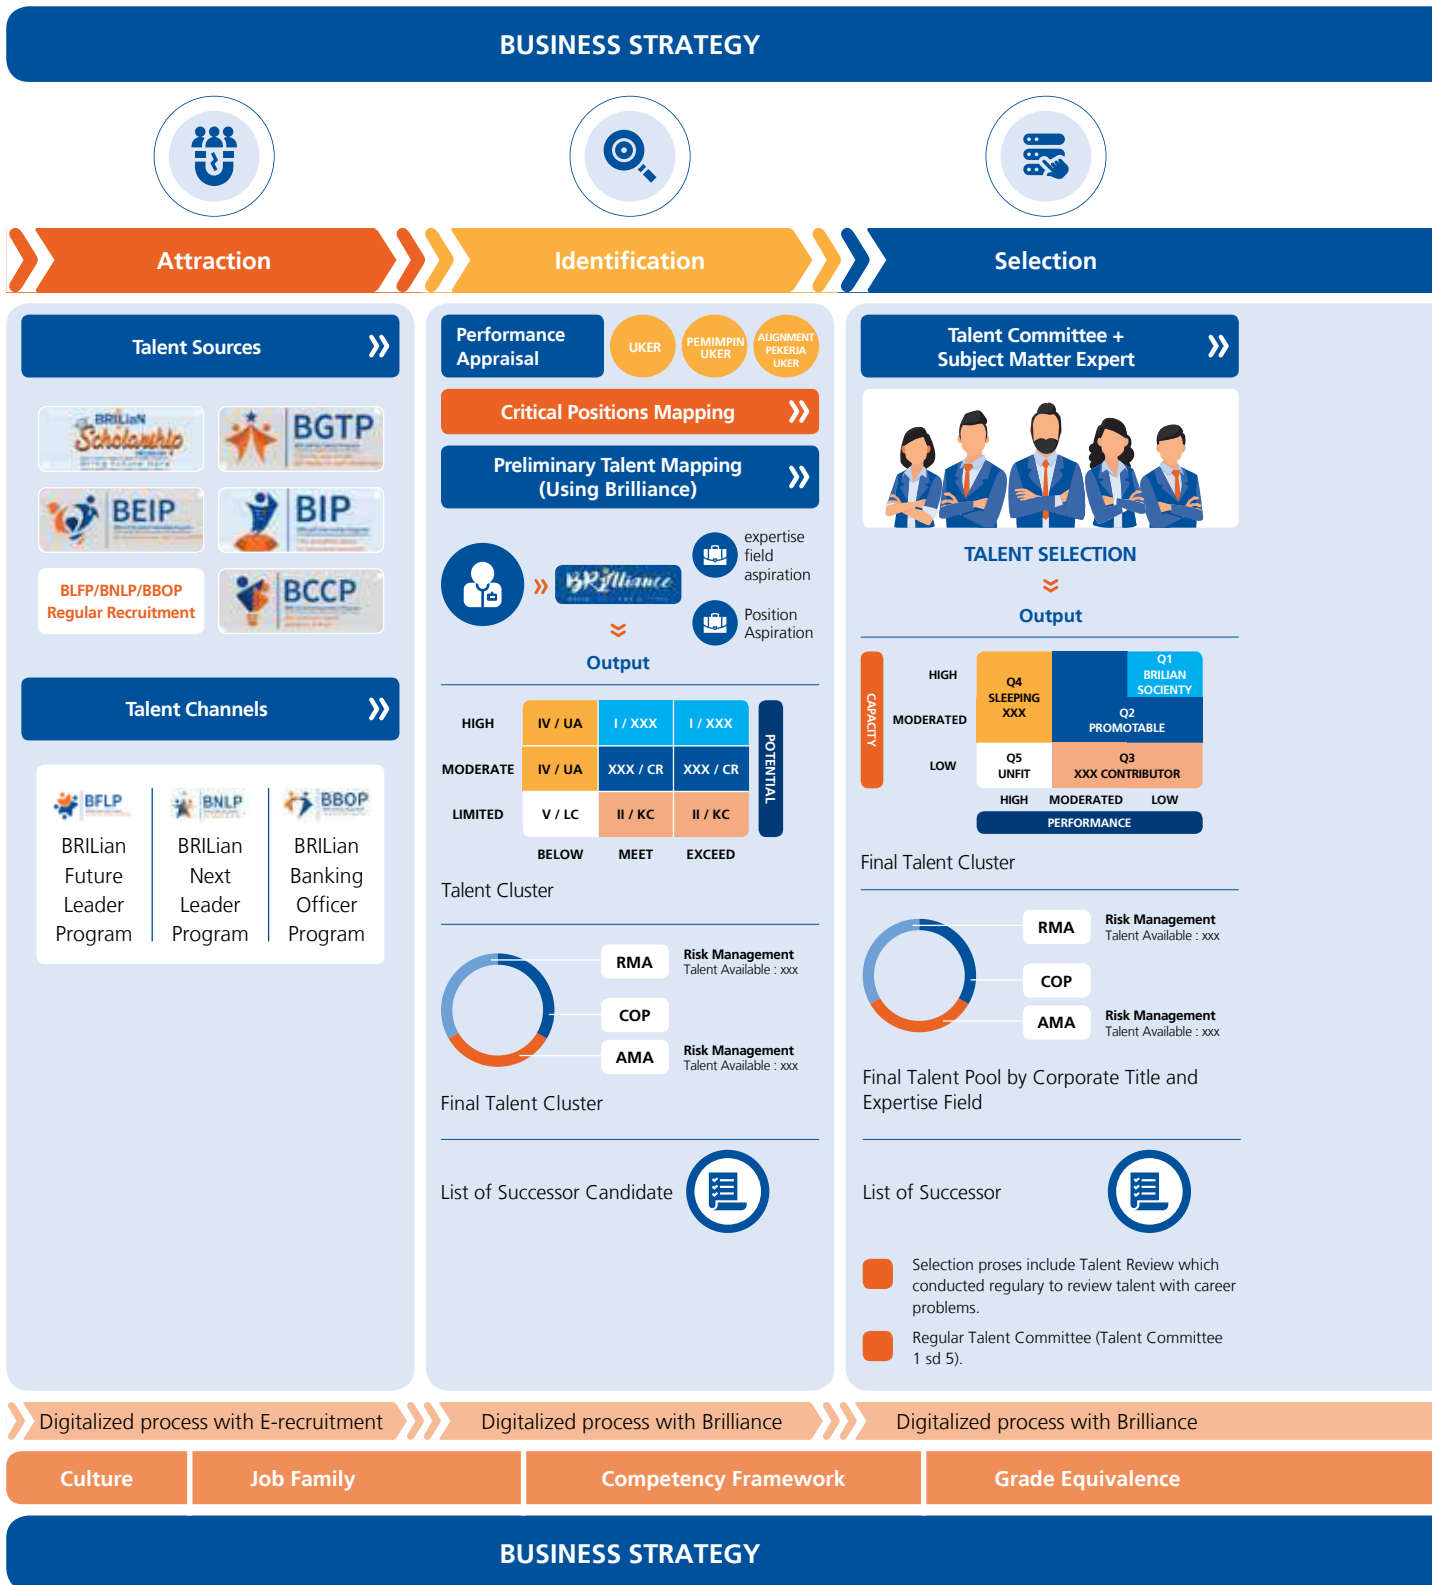 BUSINESS STRATEGY
Attraction
Identification
Selection
Talent Sources
BRILiaN
Scholarship
BGTP
BEIP
BIP
BLFP/BNLP/BBOP
Regular Recruitment
BCCP
Talent Channels
BFLP
BRILian
Future
Leader
Program
BNLP
BRILian
Next
Leader
Program
BBOP
BRILian
Banking
Officer
Program
Performance
Appraisal
UKER
PEMIMPIN
UKER
ALIGNMENT
PEKERJA
UKER
Critical Positions Mapping
Preliminary Talent Mapping
(Using Brilliance)
BRIlliance
expertise
field
aspiration
Position
Aspiration
Output
HIGH IV / UA I / XXX I / XXX
MODERATE IV / UA XXX / CR XXX / CR
LIMITED V / LC II / KC II / KC
BELOW MEET EXCEED
POTENTIAL
Talent Cluster
RMA
Risk Management
Talent Available : xxx
COP
AMA
Risk Management
Talent Available : xxx
Final Talent Cluster
List of Successor Candidate
Talent Committee +
Subject Matter Expert
TALENT SELECTION
Output
CAPACITY
HIGH
MODERATED
LOW
Q4
SLEEPING
XXX
Q1
BRILIAN
SOCIENTY
Q2
PROMOTABLE
Q5
UNFIT
Q3
XXX CONTRIBUTOR
HIGH MODERATED LOW
PERFORMANCE
Final Talent Cluster
RMA
Risk Management
Talent Available : xxx
COP
AMA
Risk Management
Talent Available : xxx
Final Talent Pool by Corporate Title and
Expertise Field
List of Successor
Selection proses include Talent Review which
conducted regulary to review talent with career
problems.
Regular Talent Committee (Talent Committee
1 sd 5).
Digitalized process with E-recruitment
Digitalized process with Brilliance
Digitalized process with Brilliance
Culture
Job Family
Competency Framework
Grade Equivalence
BUSINESS STRATEGY